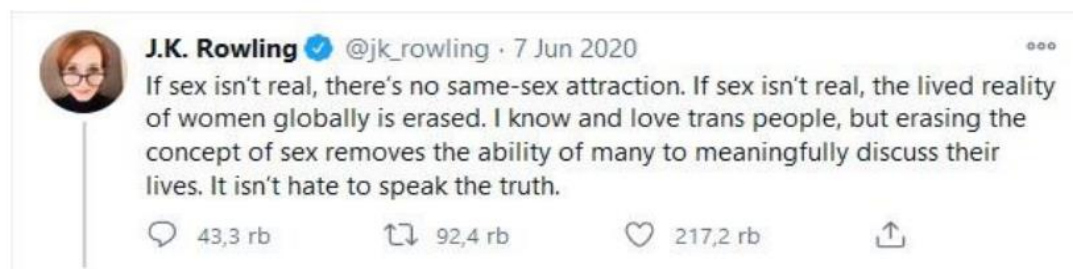 J.K. Rowling @jk_rowling · 7 Jun 2020
If sex isn't real, there's no same-sex attraction. If sex isn't real, the lived reality
of women globally is erased. I know and love trans people, but erasing the
concept of sex removes the ability of many to meaningfully discuss their
lives. It isn't hate to speak the truth.
43,3 rb 92,4 rb 217,2 rb